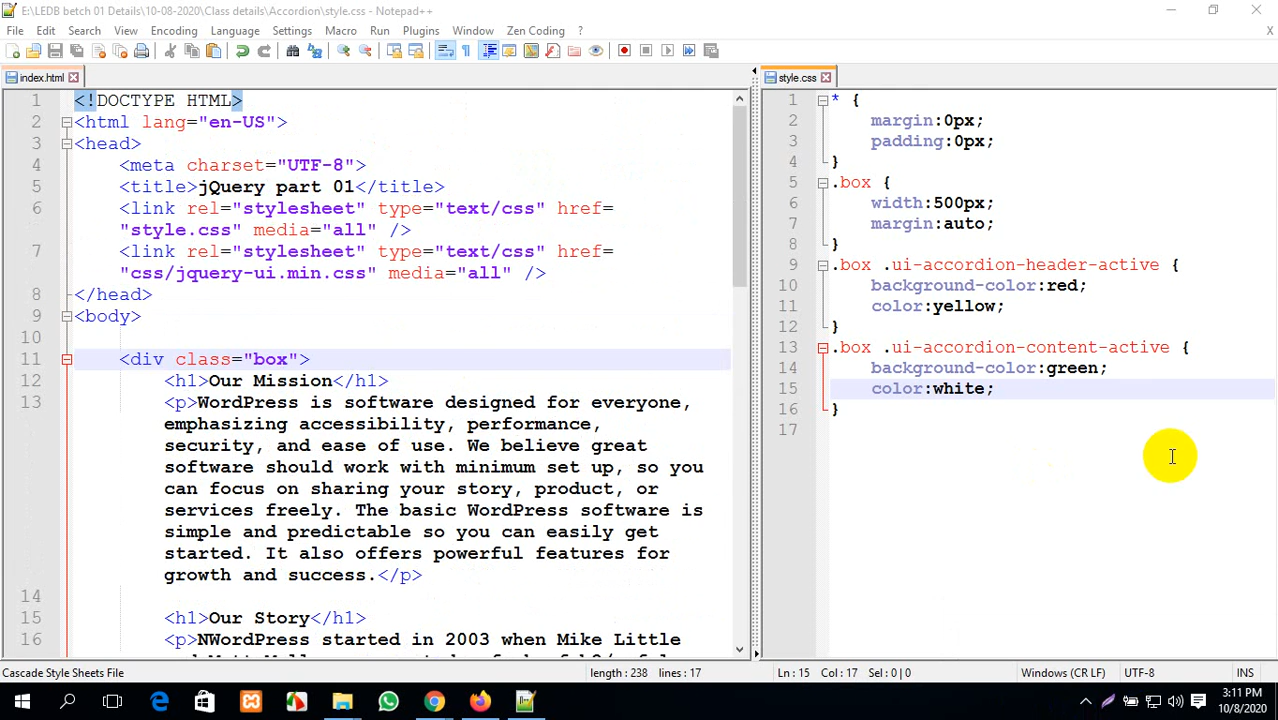 E:\LEDB betch 01 Details\10-08-2020\Class details\Accordion\style.css - Notepad++
File Edit Search View Encoding Language Settings Macro Run Plugins Window Zen Coding ? X
index.html
1 <!DOCTYPE HTML>
2 <html lang="en-US">
3 <head>
4 <meta charset="UTF-8">
5 <title>jQuery part 01</title>
6 <link rel="stylesheet" type="text/css" href=
"style.css" media="all" />
7 <link rel="stylesheet" type="text/css" href=
"css/jquery-ui.min.css" media="all" />
8 </head>
9 <body>
10
11 <div class="box">
12 <h1>Our Mission</h1>
13 <p>WordPress is software designed for everyone,
emphasizing accessibility, performance,
security, and ease of use. We believe great
software should work with minimum set up, so you
can focus on sharing your story, product, or
services freely. The basic WordPress software is
simple and predictable so you can easily get
started. It also offers powerful features for
growth and success.</p>
14
15 <h1>Our Story</h1>
16 <p>NWordPress started in 2003 when Mike Little
style.css
1 * {
2 margin:0px;
3 padding:0px;
4 }
5 .box {
6 width:500px;
7 margin:auto;
8 }
9 .box .ui-accordion-header-active {
10 background-color:red;
11 color:yellow;
12 }
13 .box .ui-accordion-content-active {
14 background-color:green;
15 color:white;
16 }
17
Cascade Style Sheets File length : 238 lines : 17 Ln : 15 Col : 17 Sel : 0 | 0 Windows (CR LF) UTF-8 INS
3:11 PM
10/8/2020